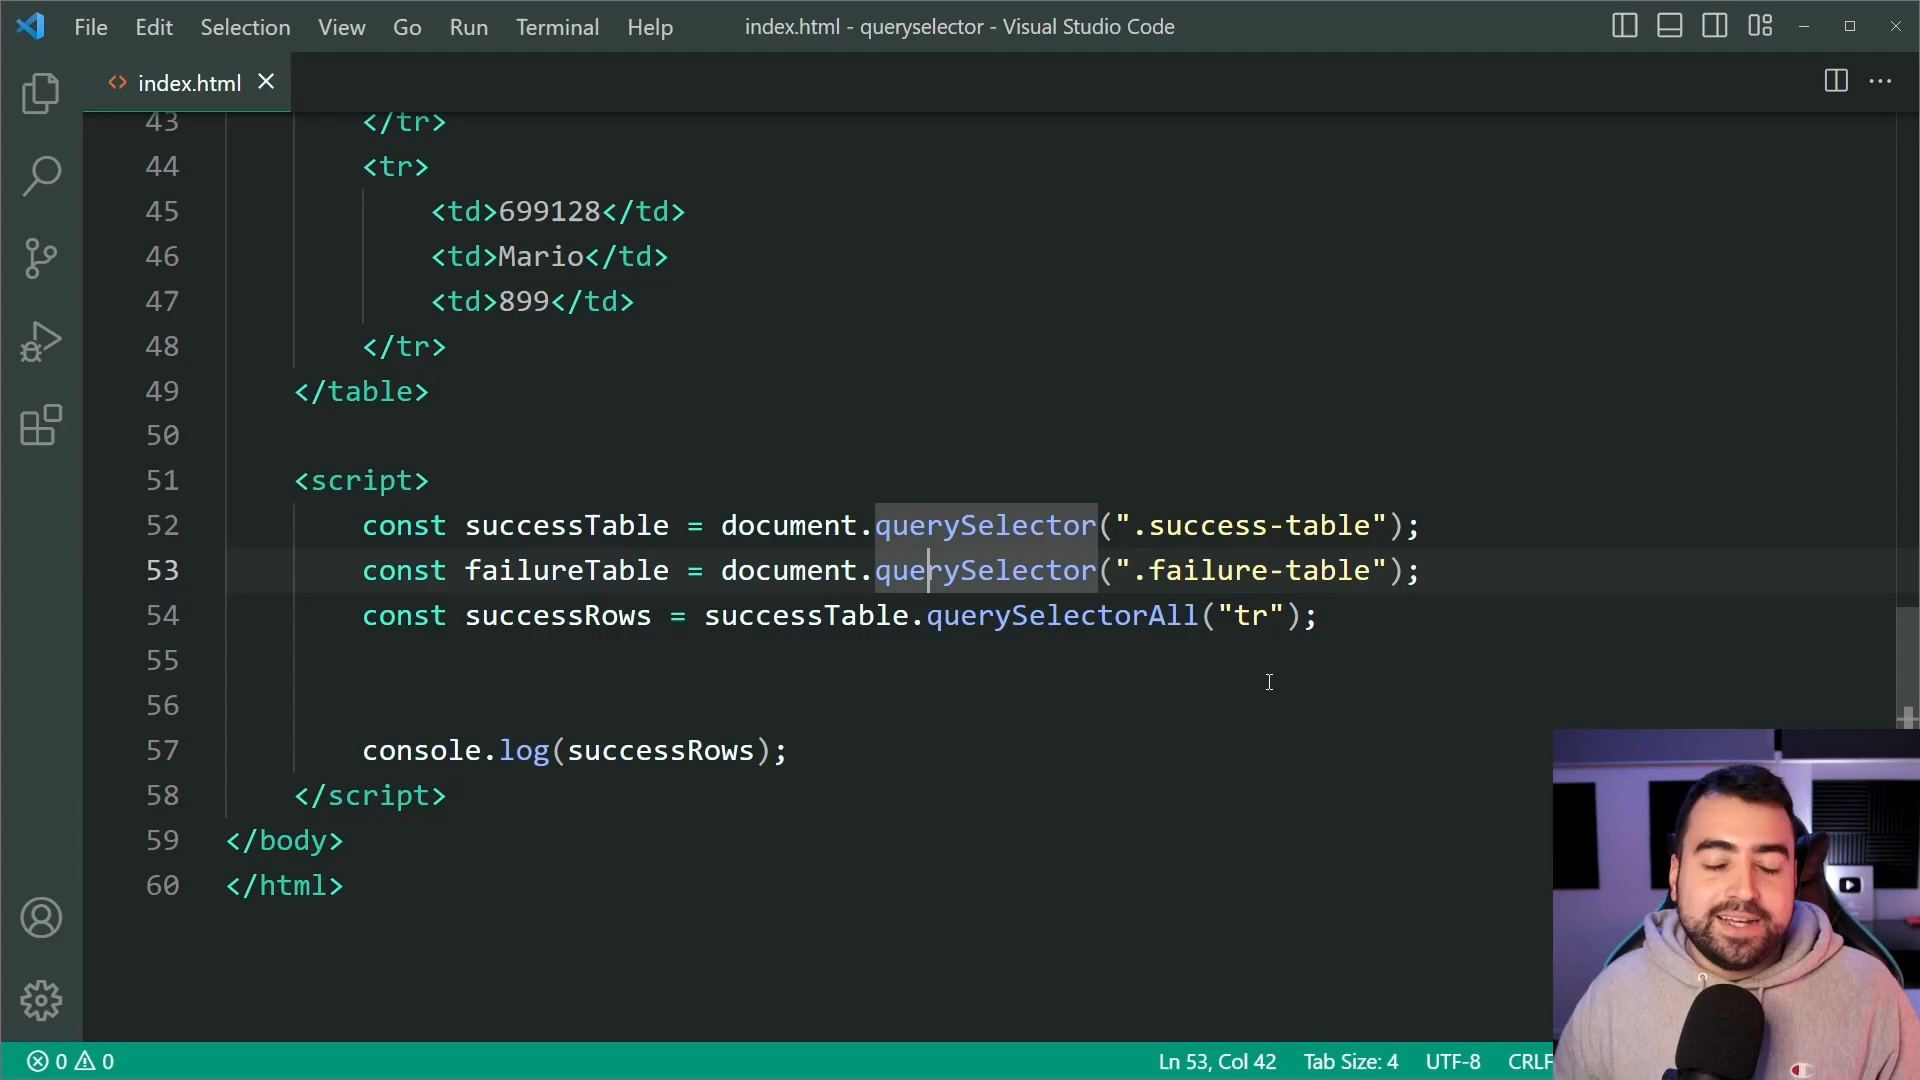 File Edit Selection View Go Run Terminal Help
index.html - queryselector - Visual Studio Code
<> index.html
43 </tr>
44 <tr>
45 <td>699128</td>
46 <td>Mario</td>
47 <td>899</td>
48 </tr>
49 </table>
50
51 <script>
52 const successTable = document.querySelector(".success-table");
53 const failureTable = document.querySelector(".failure-table");
54 const successRows = successTable.querySelectorAll("tr");
55
56
57 console.log(successRows);
58 </script>
59 </body>
60 </html>
0 0 Ln 53, Col 42 Tab Size: 4 UTF-8 CRLF